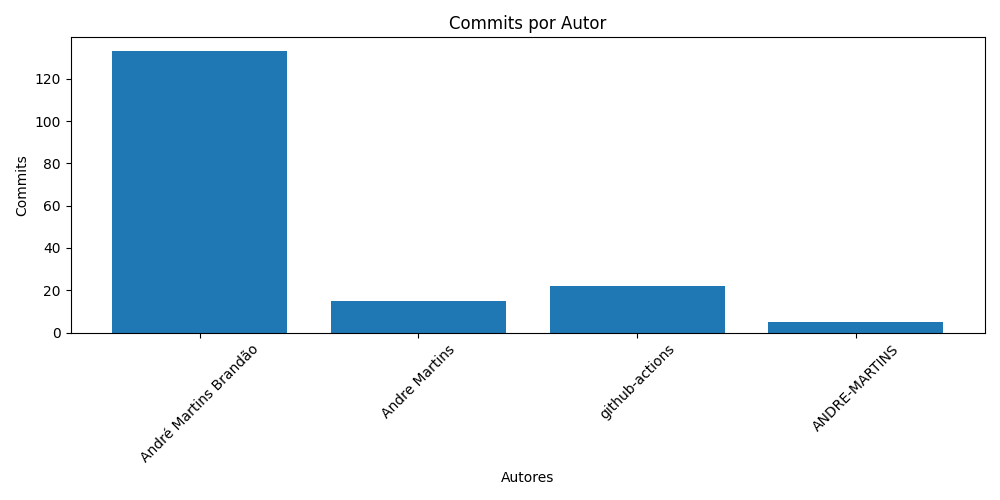 Commits por Autor
Commits
120
100
80
60
40
20
0
André Martins Brandão
Andre Martins
github-actions
ANDRE-MARTINS
Autores